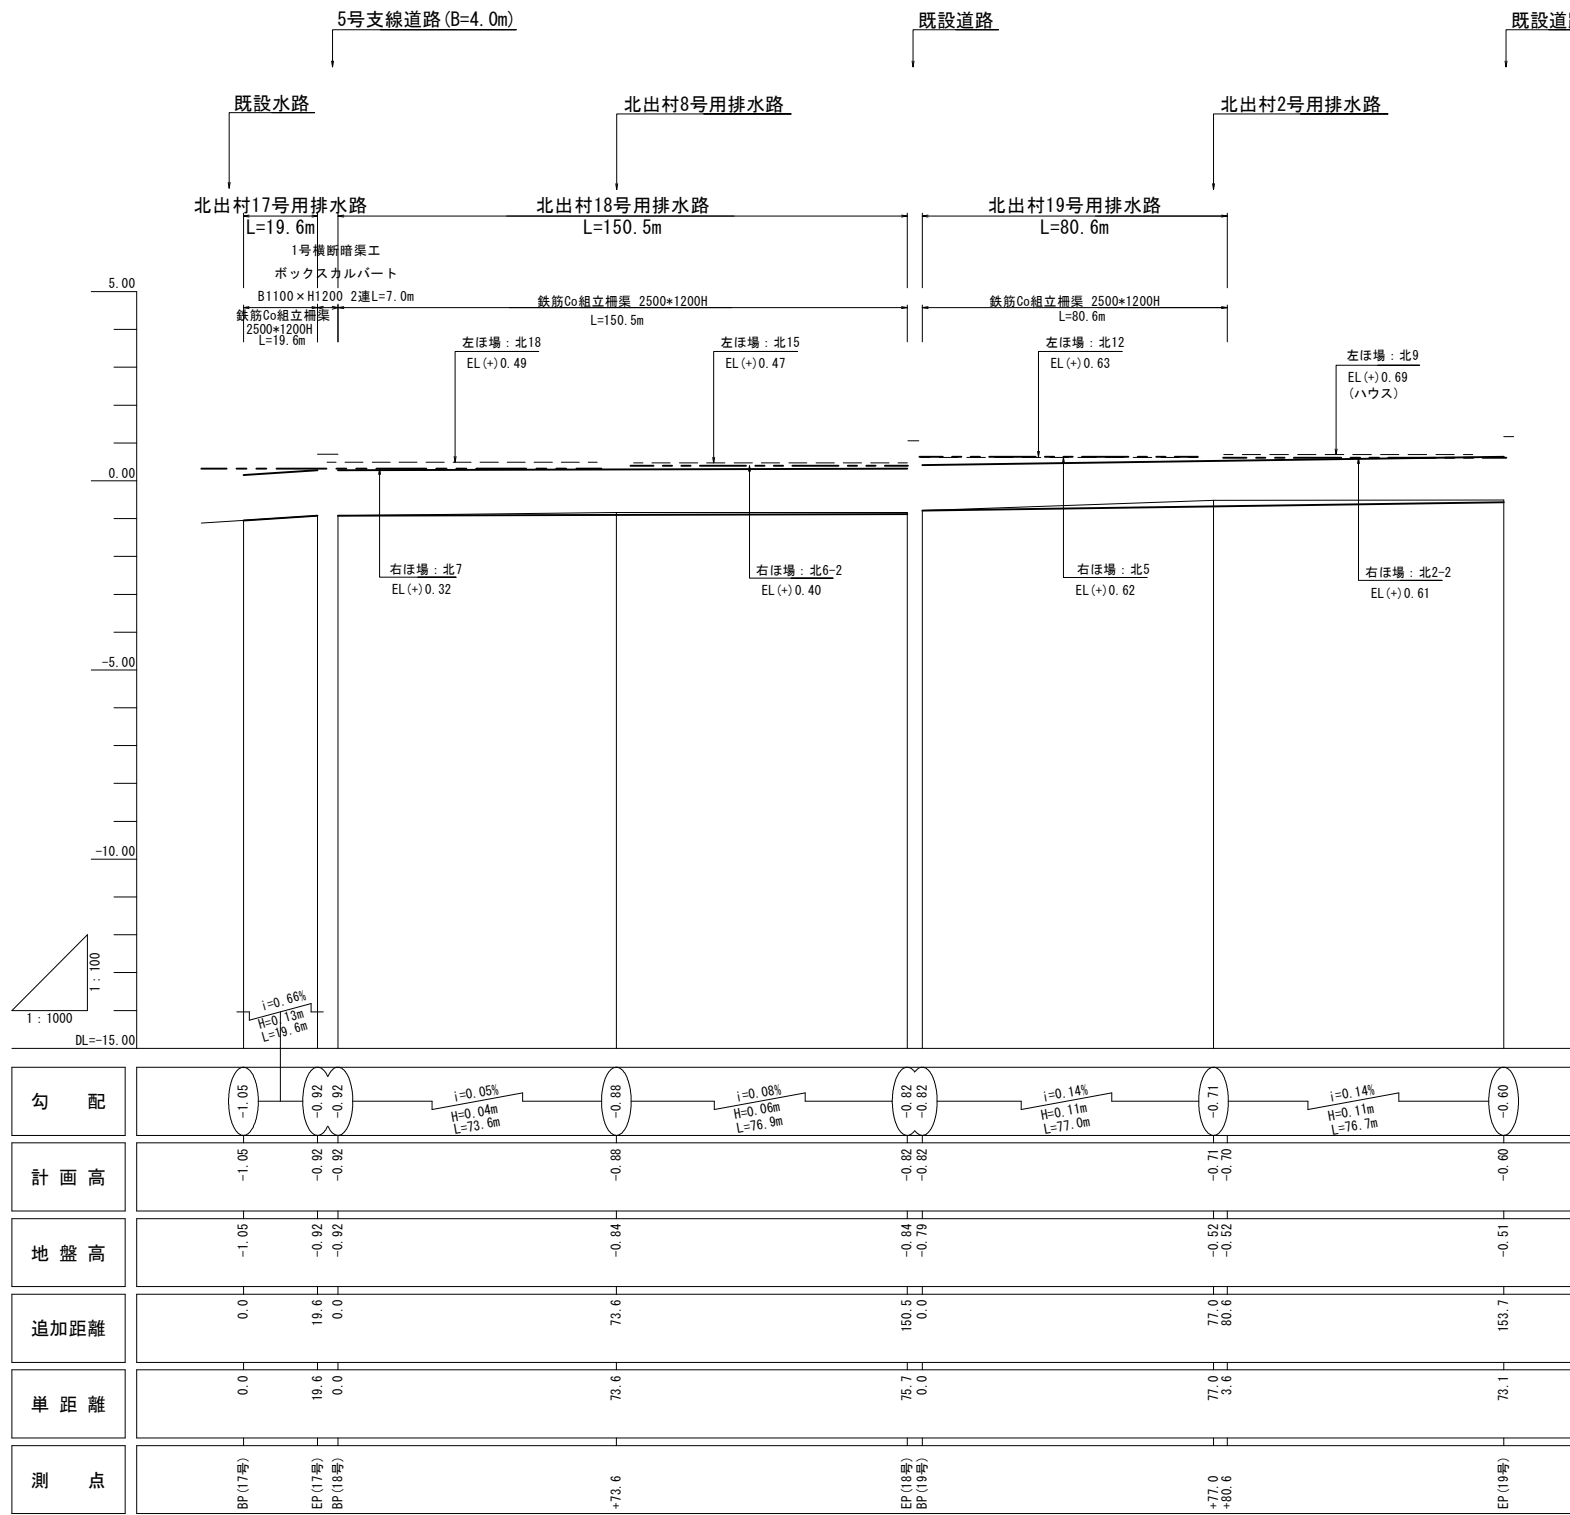 5号支線道路(B=4.0m)
既設道路
既設道
既設水路
北出村8号用排水路
北出村2号用排水路
北出村17号用排水路
L=19.6m
北出村18号用排水路
L=150.5m
北出村19号用排水路
L=80.6m
1号横断暗渠工
ボックスカルバート
B1100×H1200 2連L=7.0m
鉄筋Co組立柵渠
2500*1200H
L=19.6m
鉄筋Co組立柵渠 2500*1200H
L=150.5m
鉄筋Co組立柵渠 2500*1200H
L=80.6m
左ほ場：北18
EL(+)0.49
左ほ場：北15
EL(+)0.47
左ほ場：北12
EL(+)0.63
左ほ場：北9
EL(+)0.69
(ハウス)
5.00
0.00
-5.00
-10.00
DL=-15.00
右ほ場：北7
EL(+)0.32
右ほ場：北6-2
EL(+)0.40
右ほ場：北5
EL(+)0.62
右ほ場：北2-2
EL(+)0.61
1：100
1：1000
i=0.66%
H=0.13m
L=19.6m
勾配
-1.05
-0.92
-0.92
i=0.05%
H=0.04m
L=73.6m
-0.88
i=0.08%
H=0.06m
L=76.9m
-0.82
-0.82
i=0.14%
H=0.11m
L=77.0m
-0.71
i=0.14%
H=0.11m
L=76.7m
-0.60
計画高
-1.05
-0.92
-0.92
-0.88
-0.82
-0.82
-0.71
-0.70
-0.60
地盤高
-1.05
-0.92
-0.92
-0.84
-0.84
-0.79
-0.52
-0.52
-0.51
追加距離
0.0
19.6
0.0
73.6
150.5
0.0
77.0
80.6
153.7
単距離
0.0
19.6
0.0
73.6
75.7
0.0
77.0
3.6
73.1
測点
BP(17号)
EP(17号)
BP(18号)
+73.6
EP(18号)
BP(19号)
+77.0
+80.6
EP(19号)